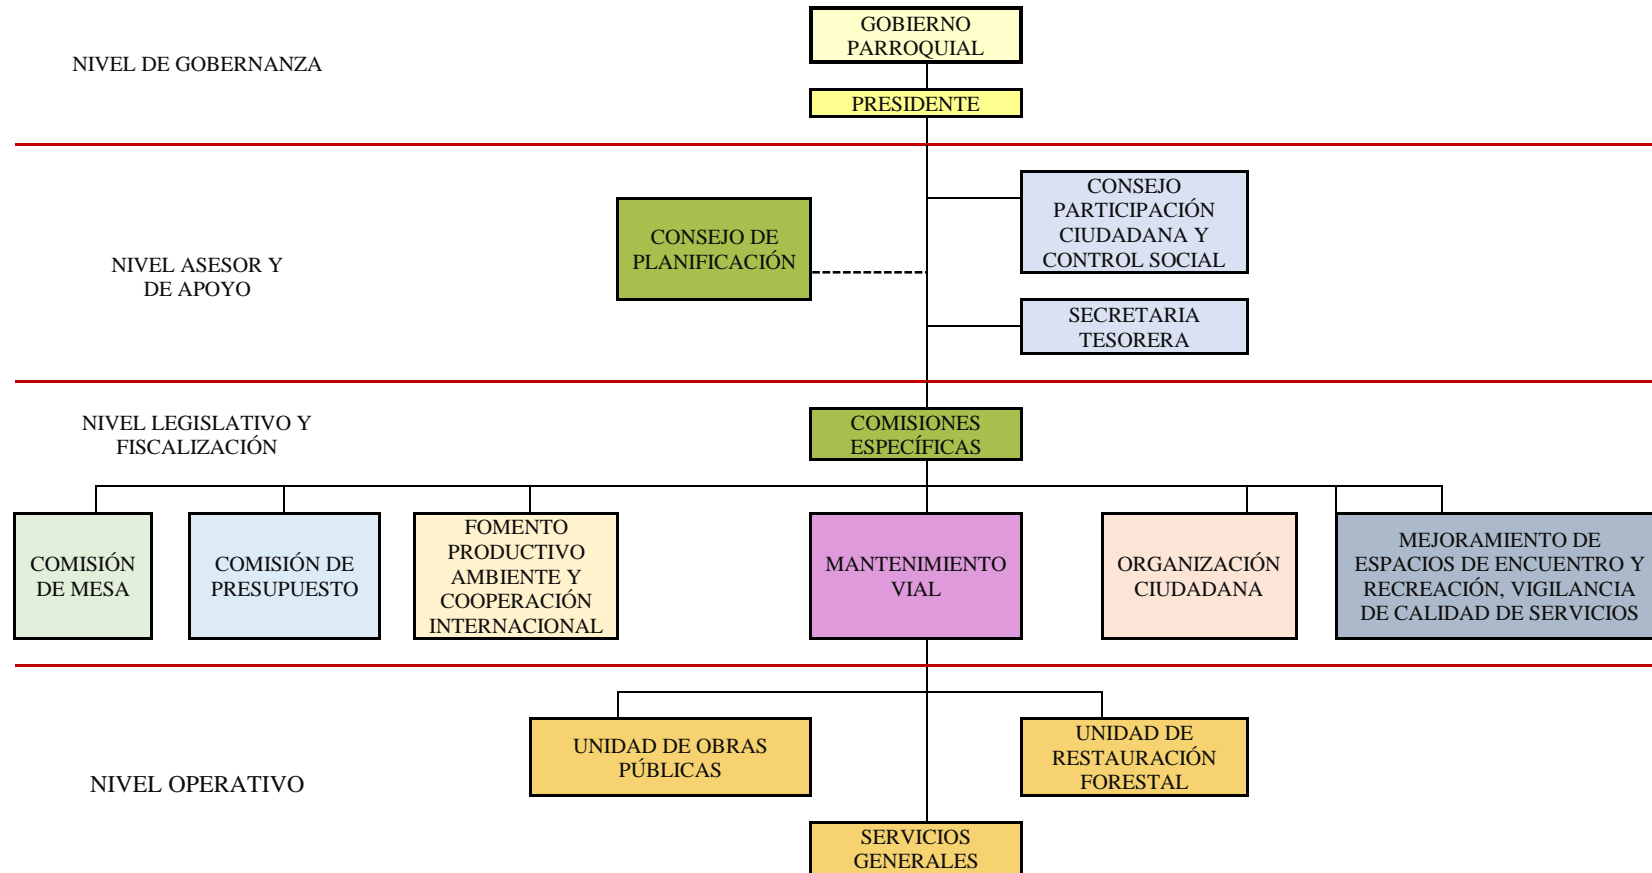 GOBIERNO
PARROQUIAL
NIVEL DE GOBERNANZA
PRESIDENTE
CONSEJO
PARTICIPACIÓN
CIUDADANA Y
CONTROL SOCIAL
CONSEJO DE
PLANIFICACIÓN
NIVEL ASESOR Y
DE APOYO
SECRETARIA
TESORERA
NIVEL LEGISLATIVO Y
FISCALIZACIÓN
COMISIONES
ESPECÍFICAS
COMISIÓN
DE MESA
COMISIÓN DE
PRESUPUESTO
FOMENTO
PRODUCTIVO
AMBIENTE Y
COOPERACIÓN
INTERNACIONAL
MANTENIMIENTO
VIAL
ORGANIZACIÓN
CIUDADANA
MEJORAMIENTO DE
ESPACIOS DE ENCUENTRO Y
RECREACIÓN, VIGILANCIA
DE CALIDAD DE SERVICIOS
UNIDAD DE OBRAS
PÚBLICAS
UNIDAD DE
RESTAURACIÓN
FORESTAL
NIVEL OPERATIVO
SERVICIOS
GENERALES